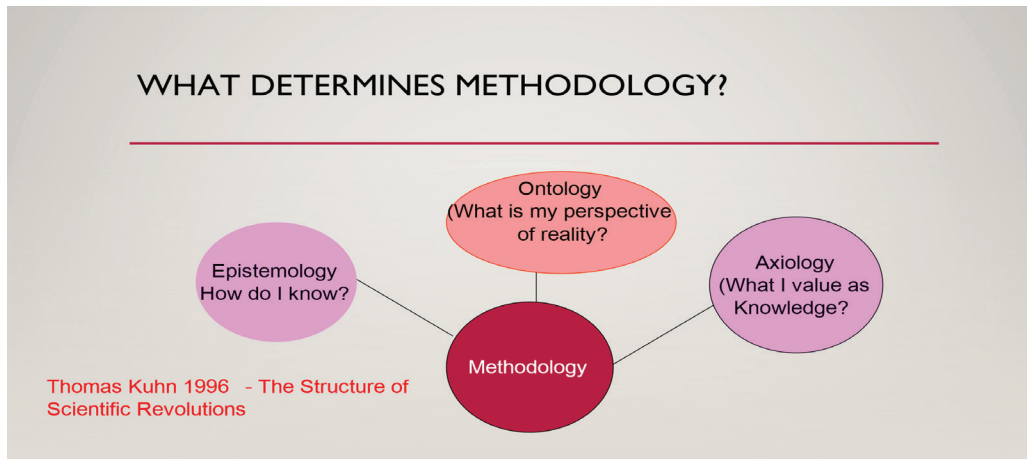 WHAT DETERMINES METHODOLOGY?
Ontology
(What is my perspective
of reality?
Epistemology
How do I know?
Axiology
(What I value as
Knowledge?
Methodology
Thomas Kuhn 1996 - The Structure of
Scientific Revolutions